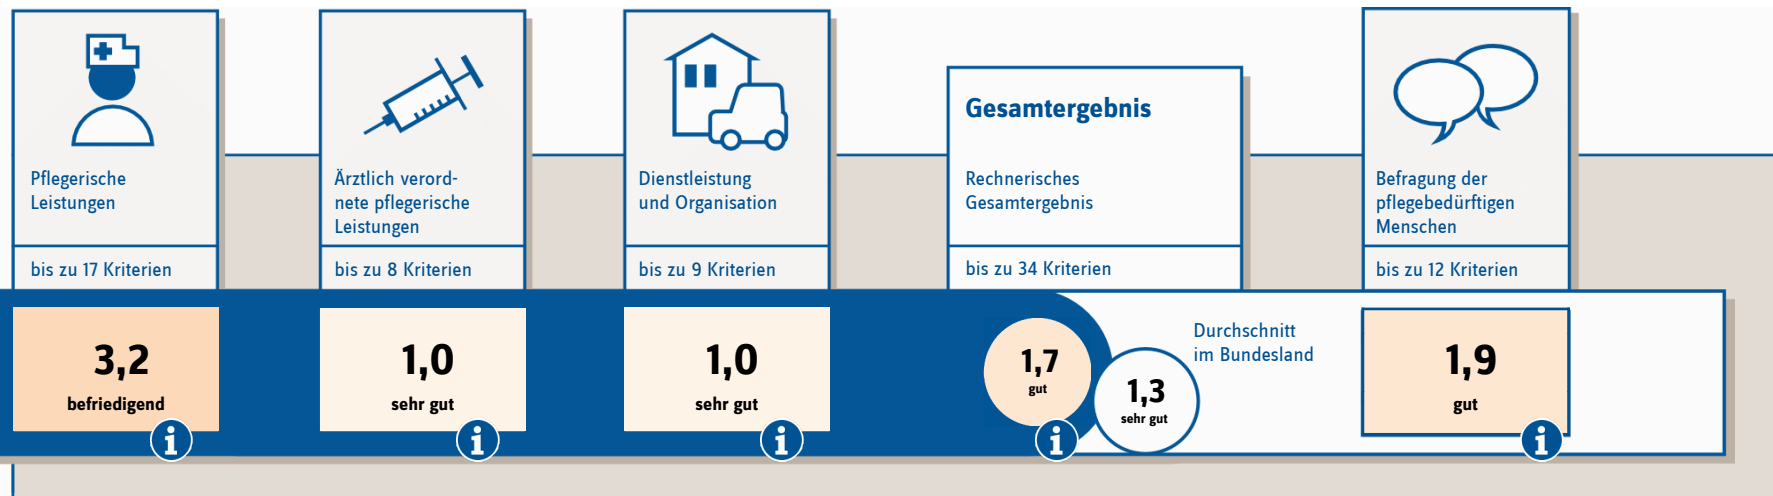 Pflegerische
Leistungen
bis zu 17 Kriterien
3,2
befriedigend
i
Ärztlich verord-
nete pflegerische
Leistungen
bis zu 8 Kriterien
1,0
sehr gut
i
Dienstleistung
und Organisation
bis zu 9 Kriterien
1,0
sehr gut
i
Gesamtergebnis
Rechnerisches
Gesamtergebnis
bis zu 34 Kriterien
1,7
gut
i
1,3
sehr gut
Durchschnitt
im Bundesland
Befragung der
pflegebedürftigen
Menschen
bis zu 12 Kriterien
1,9
gut
i